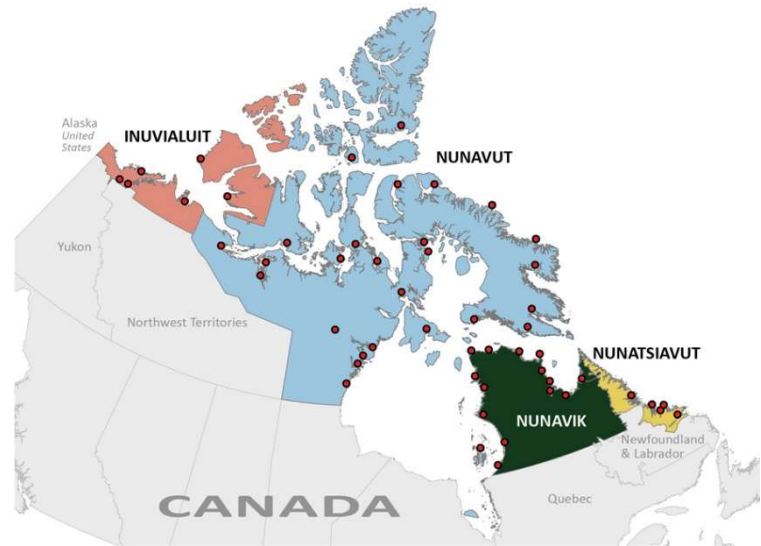 Alaska
United
States
INUVIALUIT
NUNAVUT
Yukon
Northwest Territories
NUNATSIAVUT
NUNAVIK
Newfoundland
& Labrador
CANADA
Quebec